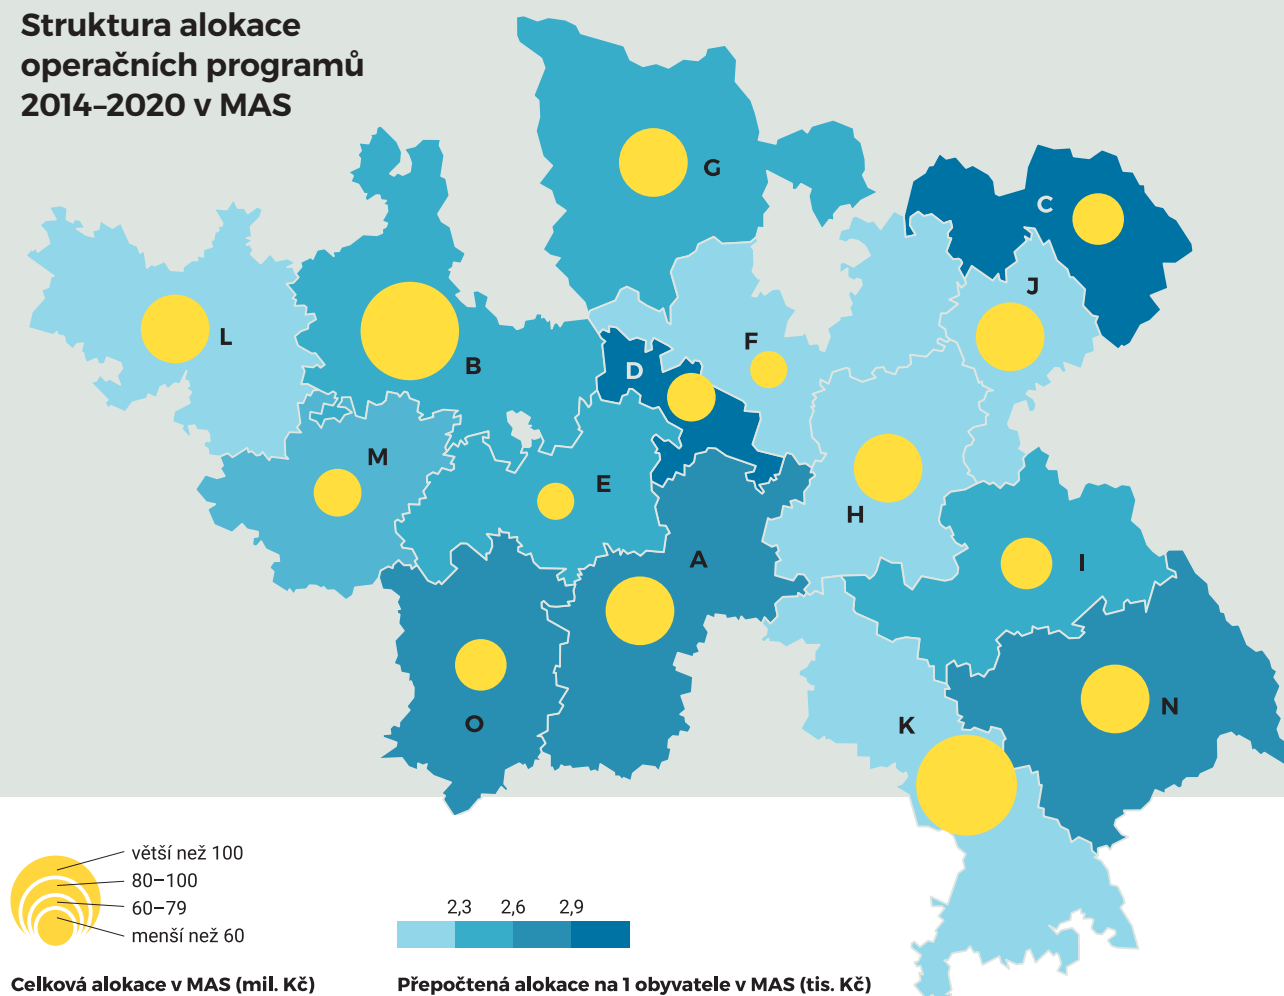 Struktura alokace
operačních programů
2014–2020 v MAS
G
C
J
L
F
B
D
M
E
H
A
I
O
K
N
větší než 100
80–100
60–79
menší než 60
2,3 2,6 2,9
Celková alokace v MAS (mil. Kč)
Přepočtená alokace na 1 obyvatele v MAS (tis. Kč)